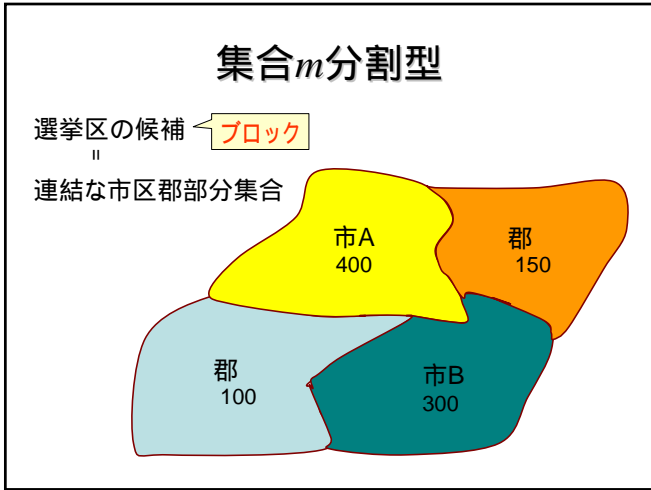 集合m分割型
選挙区の候補 ブロック
=
連結な市区郡部分集合
市A
400
郡
150
郡
100
市B
300